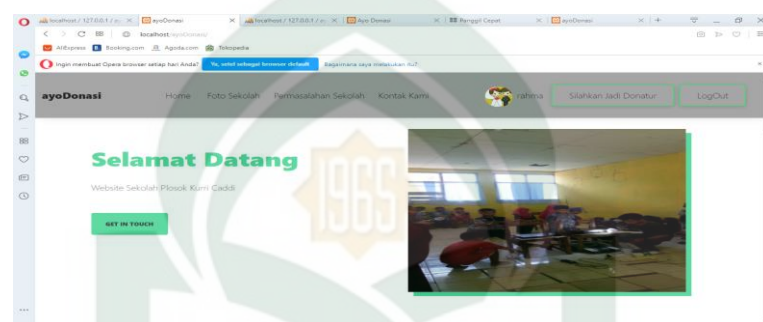 localhost / 127.0.0.1 /
ayoDonasi
localhost / 127.0.0.1 /
Ayo Donasi
Panggil Cepat
ayoDonasi
localhost/ayoDonasi/
AliExpress
Booking.com
Agoda.com
Tokopedia
Ingin membuat Opera browser setiap hari Anda?
Ya, setel sebagai browser default
Bagaimana saya melakukan itu?
ayoDonasi
Home
Foto Sekolah
Permasalahan Sekolah
Kontak Kami
rahma
Silahkan Jadi Donatur
LogOut
Selamat Datang
Website Sekolah Plosok Kurri Caddi
GET IN TOUCH
1965